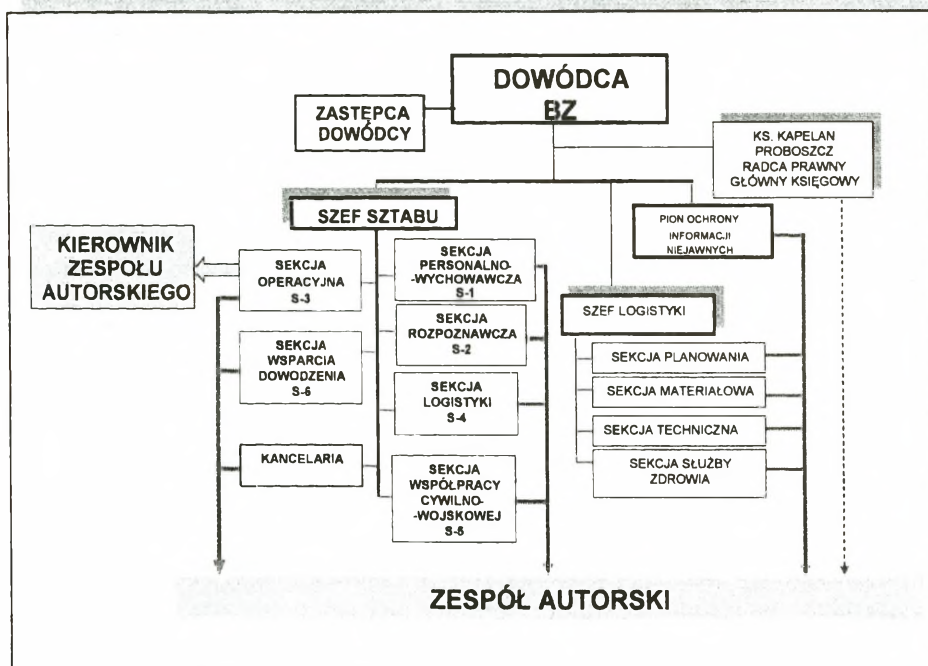 DOWÓDCA
BZ
ZASTĘPCA
DOWÓDCY
KS. KAPELAN
PROBOSZCZ
RADCA PRAWNY
GŁÓWNY KSIĘGOWY
SZEF SZTABU
PION OCHRONY
INFORMACJI
NIEJAWNYCH
KIEROWNIK
ZESPOŁU
AUTORSKIEGO
SEKCJA
OPERACYJNA
S-3
SEKCJA
PERSONALNO-
-WYCHOWAWCZA
S-1
SZEF LOGISTYKI
SEKCJA
WSPARCIA
DOWODZENIA
S-6
SEKCJA
ROZPOZNAWCZA
S-2
SEKCJA PLANOWANIA
SEKCJA
LOGISTYKI
S-4
SEKCJA MATERIAŁOWA
SEKCJA TECHNICZNA
KANCELARIA
SEKCJA
WSPÓŁPRACY
CYWILNO-
-WOJSKOWEJ
SEKCJA SŁUŻBY
ZDROWIA
ZESPÓŁ AUTORSKI